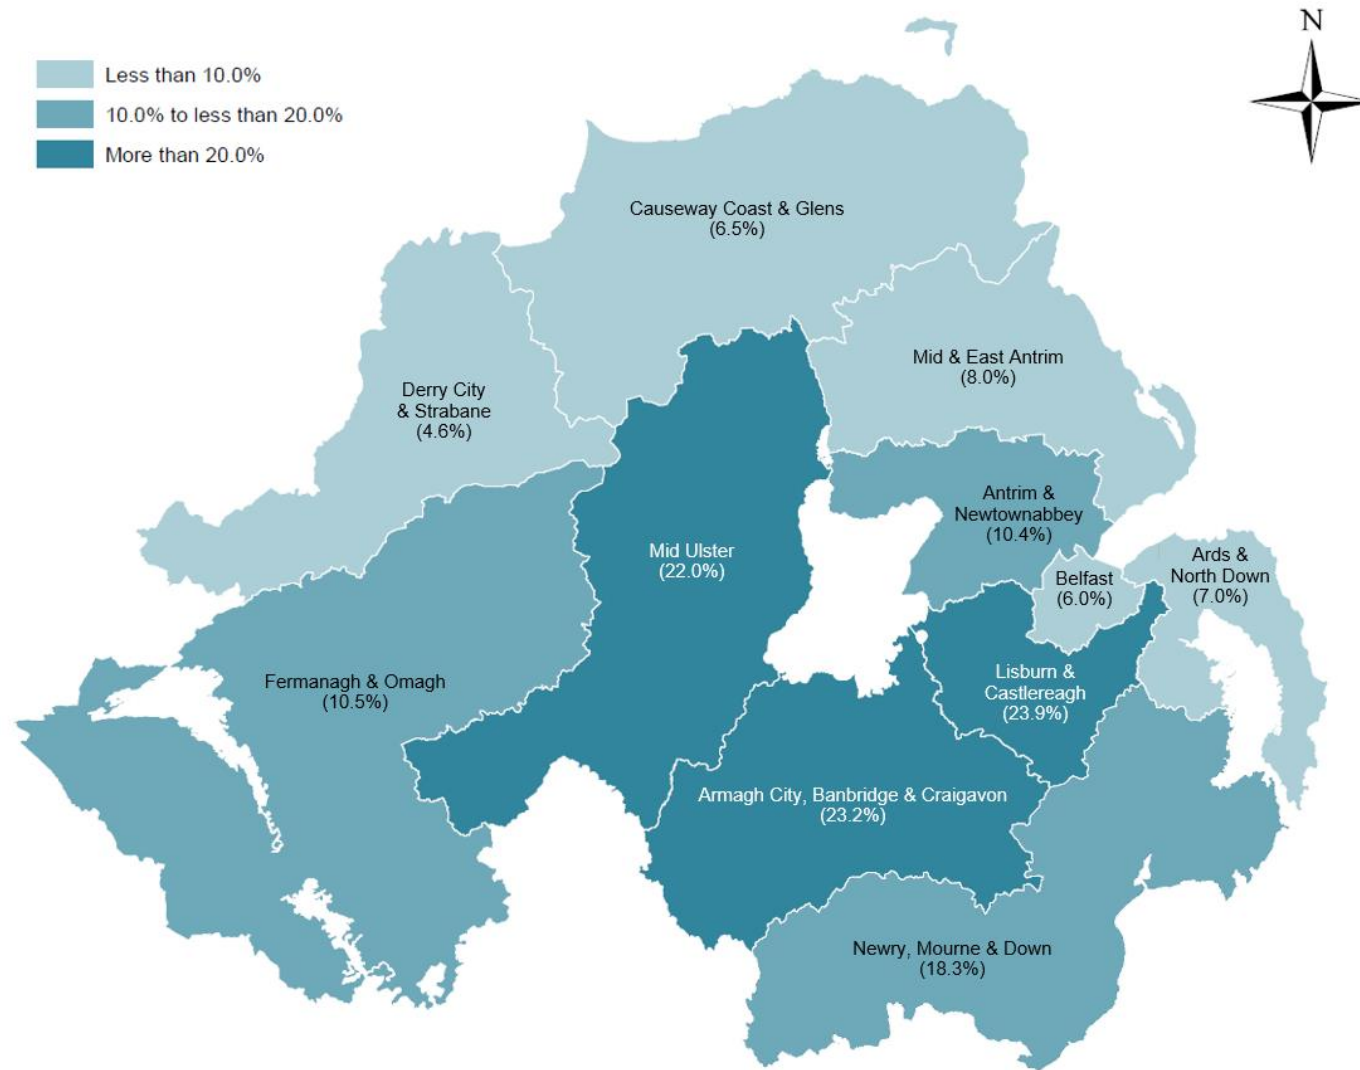 N
Less than 10.0%
10.0% to less than 20.0%
More than 20.0%
Causeway Coast & Glens
(6.5%)
Mid & East Antrim
(8.0%)
Derry City
& Strabane
(4.6%)
Antrim &
Newtownabbey
(10.4%)
Mid Ulster
(22.0%)
Ards &
North Down
(7.0%)
Belfast
(6.0%)
Fermanagh & Omagh
(10.5%)
Lisburn &
Castlereagh
(23.9%)
Armagh City, Banbridge & Craigavon
(23.2%)
Newry, Mourne & Down
(18.3%)